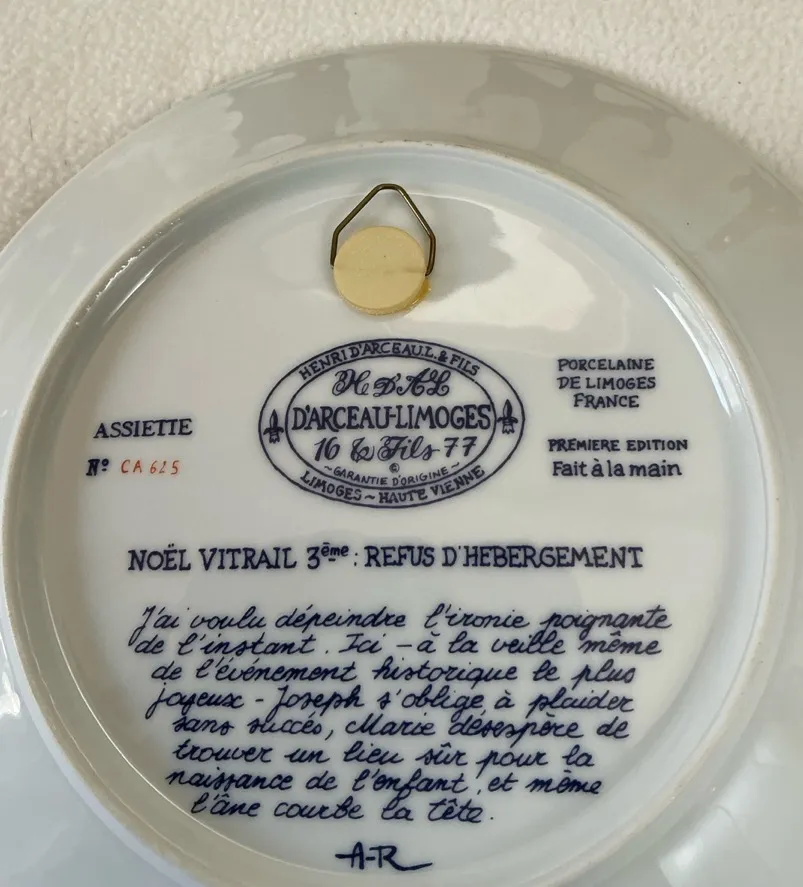 HENRI D'ARCEAU L. & FILS
H. D'A L
D'ARCEAU-LIMOGES
16 & Fils 77
©
~GARANTIE D'ORIGINE~
LIMOGES~HAUTE VIENNE
ASSIETTE
Nº CA 625
PORCELAINE
DE LIMOGES
FRANCE
PREMIERE EDITION
Fait à la main
NOËL VITRAIL 3ème : REFUS D'HEBERGEMENT
J'ai voulu dépeindre l'ironie poignante
de l'instant. Ici - à la veille même
de l'événement historique le plus
joyeux - Joseph s'oblige à plaider
sans succés, Marie désespère de
trouver un lieu sûr pour la
naissance de l'enfant, et même
l'âne courbe la tête.
A-R